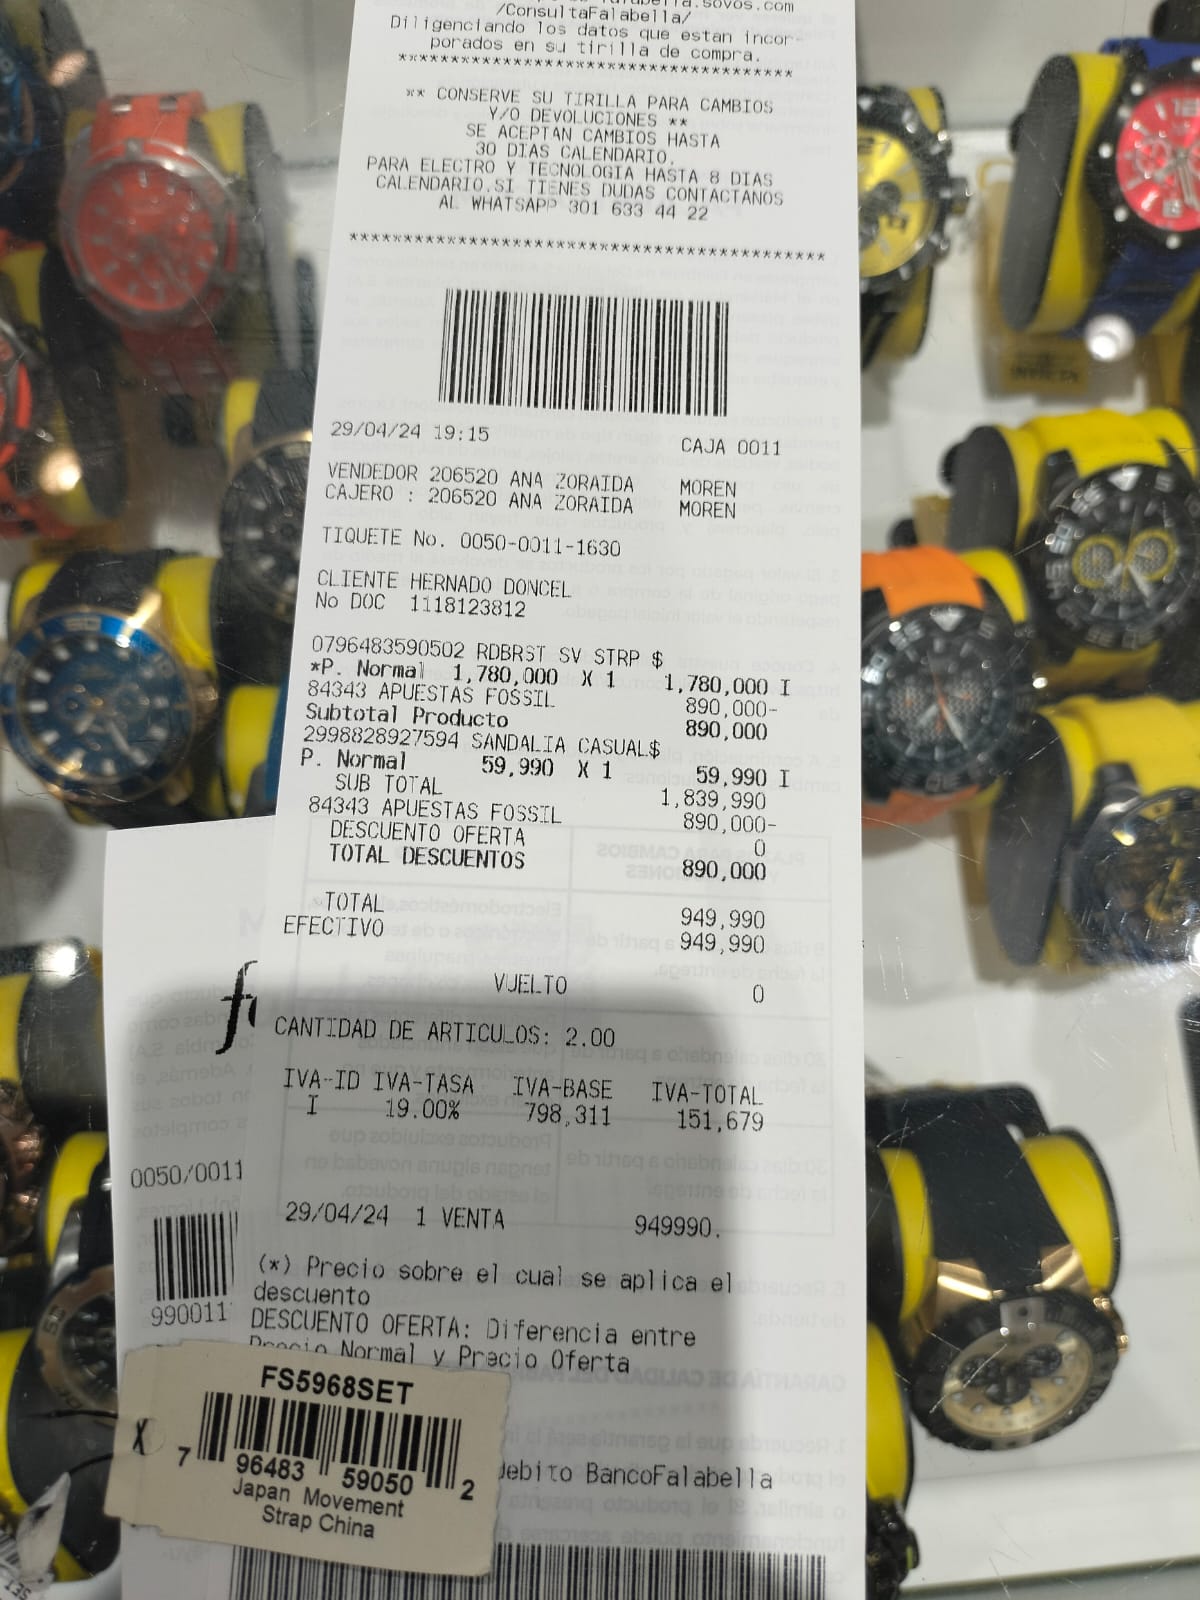 /ConsultaFalabella/
Diligenciando los datos que estan incor-
porados en su tirilla de compra.
****************************************
** CONSERVE SU TIRILLA PARA CAMBIOS
Y/O DEVOLUCIONES **
SE ACEPTAN CAMBIOS HASTA
30 DIAS CALENDARIO.
PARA ELECTRO Y TECNOLOGIA HASTA 8 DIAS
CALENDARIO.SI TIENES DUDAS CONTACTANOS
AL WHATSAPP 301 633 44 22
****************************************
29/04/24 19:15 CAJA 0011
VENDEDOR 206520 ANA ZORAIDA MOREN
CAJERO : 206520 ANA ZORAIDA MOREN
TIQUETE No. 0050-0011-1630
CLIENTE HERNADO DONCEL
No DOC 1118123812
0796483590502 RDBRST SV STRP $
*P. Normal 1,780,000 X 1 1,780,000 I
84343 APUESTAS FOSSIL 890,000-
Subtotal Producto 890,000
2998828927594 SANDALIA CASUAL$
P. Normal 59,990 X 1 59,990 I
SUB TOTAL 1,839,990
84343 APUESTAS FOSSIL 890,000-
DESCUENTO OFERTA 0
TOTAL DESCUENTOS 890,000
TOTAL 949,990
EFECTIVO 949,990
VUELTO 0
CANTIDAD DE ARTICULOS: 2.00
IVA-ID IVA-TASA IVA-BASE IVA-TOTAL
I 19.00% 798,311 151,679
0050/0011
29/04/24 1 VENTA 949990.
(*) Precio sobre el cual se aplica el
descuento
990011
DESCUENTO OFERTA: Diferencia entre
Precio Normal y Precio Oferta
FS5968SET
7 96483 59050 2
Japan Movement
Strap China
debito BancoFalabella
INVICTA